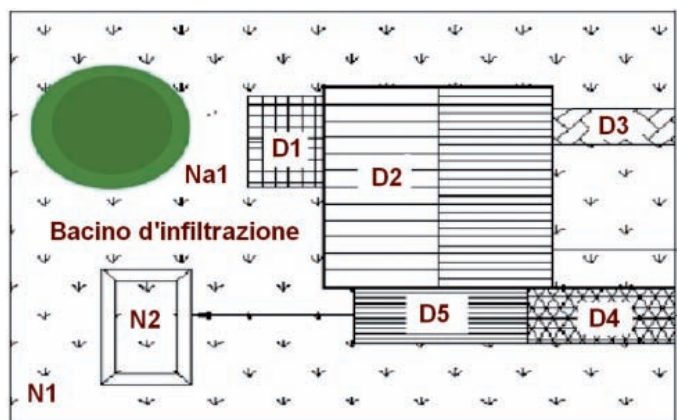 D3
D1
Na1
D2
Bacino d'infiltrazione
N2
D5
D4
N1